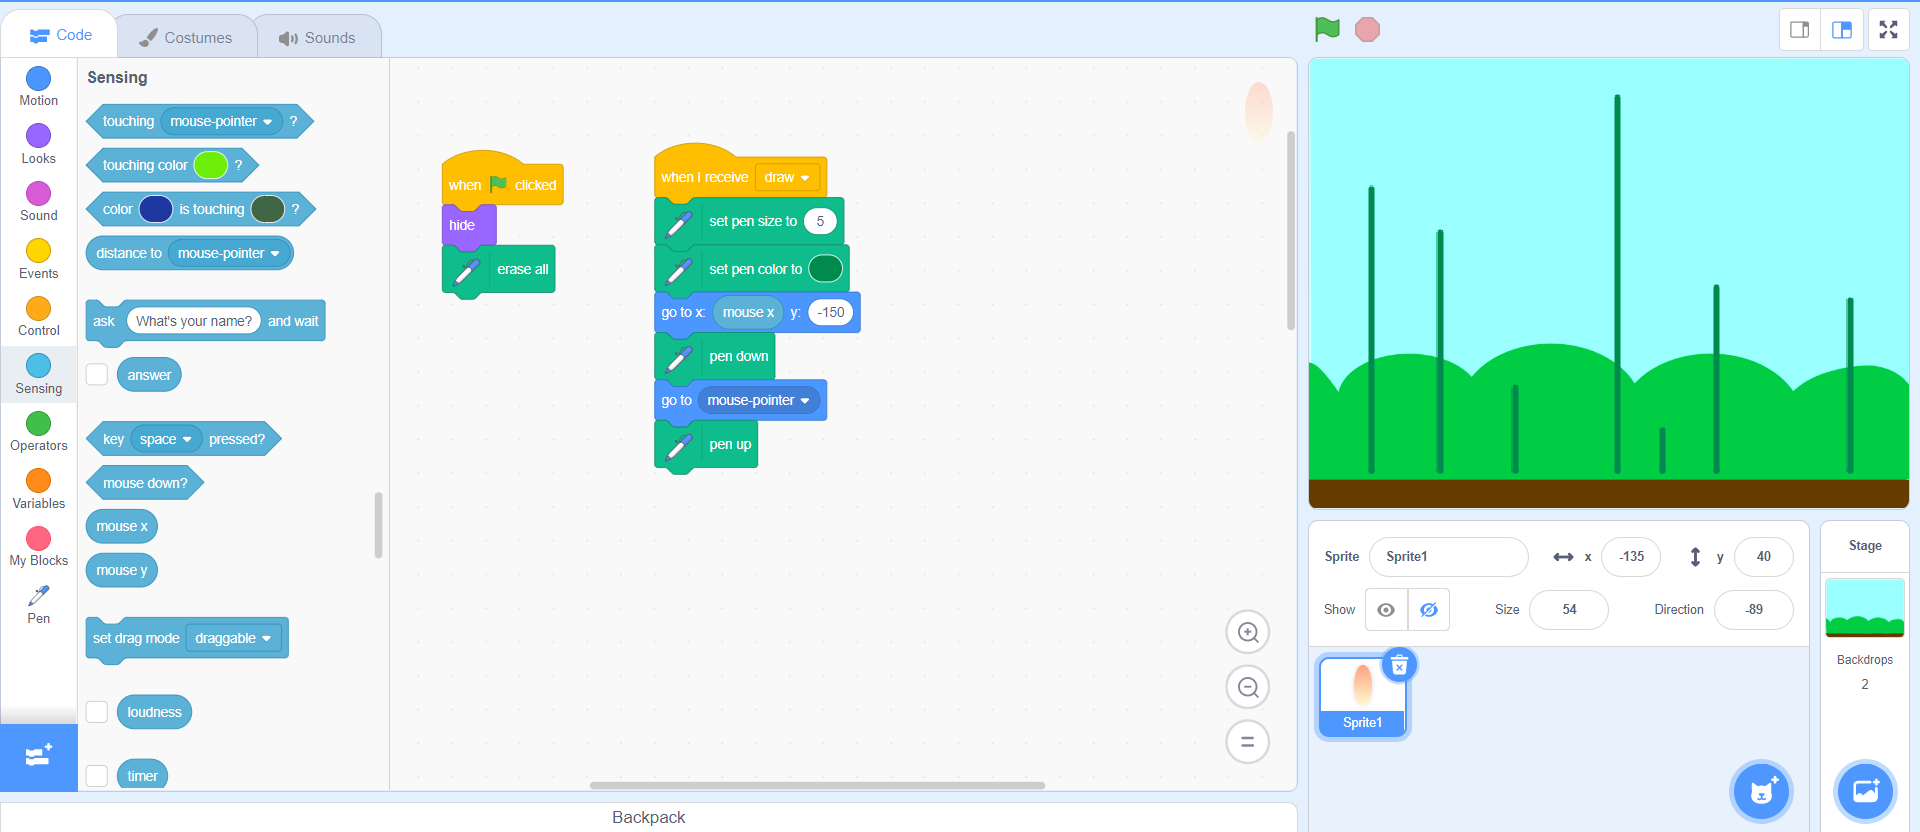 Code
Costumes
Sounds
Motion
Looks
Sound
Events
Control
Sensing
Operators
Variables
My Blocks
Pen
Sensing
touching mouse-pointer ?
touching color ?
color is touching ?
distance to mouse-pointer
ask What's your name? and wait
answer
key space pressed?
mouse down?
mouse x
mouse y
set drag mode draggable
loudness
timer
when clicked
hide
erase all
when I receive draw
set pen size to 5
set pen color to
go to x: mouse x y: -150
pen down
go to mouse-pointer
pen up
Backpack
Sprite Sprite1 x -135 y 40
Show Size 54 Direction -89
Sprite1
Stage
Backdrops
2